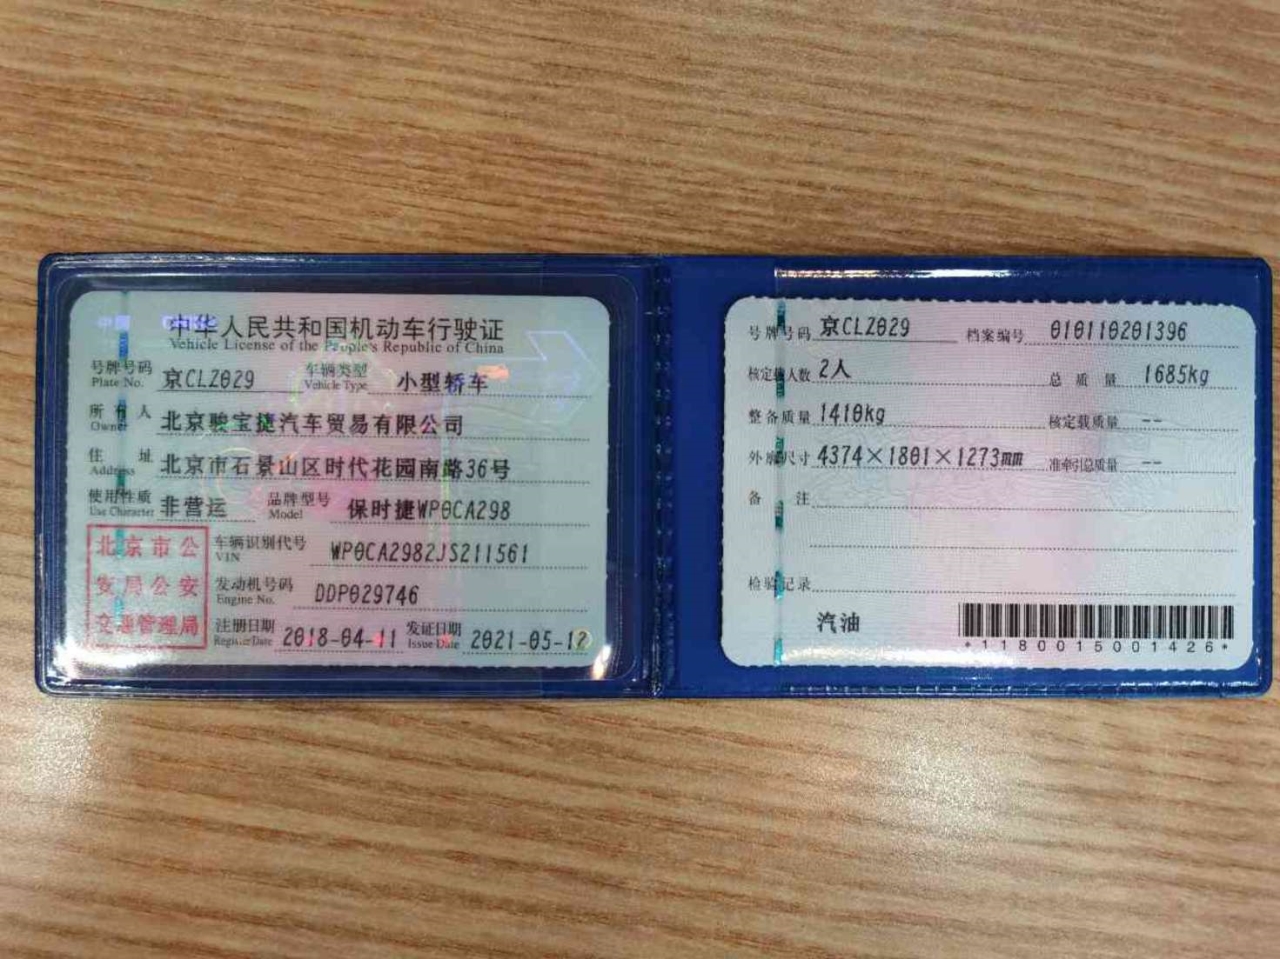 中华人民共和国机动车行驶证
Vehicle License of the People's Republic of China
号牌号码 京CLZ029 车辆类型 小型轿车
Plate No. Vehicle Type
所有人 北京骏宝捷汽车贸易有限公司
Owner
住址 北京市石景山区时代花园南路36号
Address
使用性质 非营运 品牌型号 保时捷WP0CA298
Use Character Model
北京市公
安局公安
交通管理局
车辆识别代号 WP0CA2982JS211561
VIN
发动机号码 DDP029746
Engine No.
注册日期 2018-04-11 发证日期 2021-05-12
Register Date Issue Date
号牌号码 京CLZ029 档案编号 010110201396
核定载人数 2人 总质量 1685kg
整备质量 1410kg 核定载质量 --
外廓尺寸 4374×1801×1273mm 准牵引总质量 --
备注
检验记录
汽油
*1180015001426*